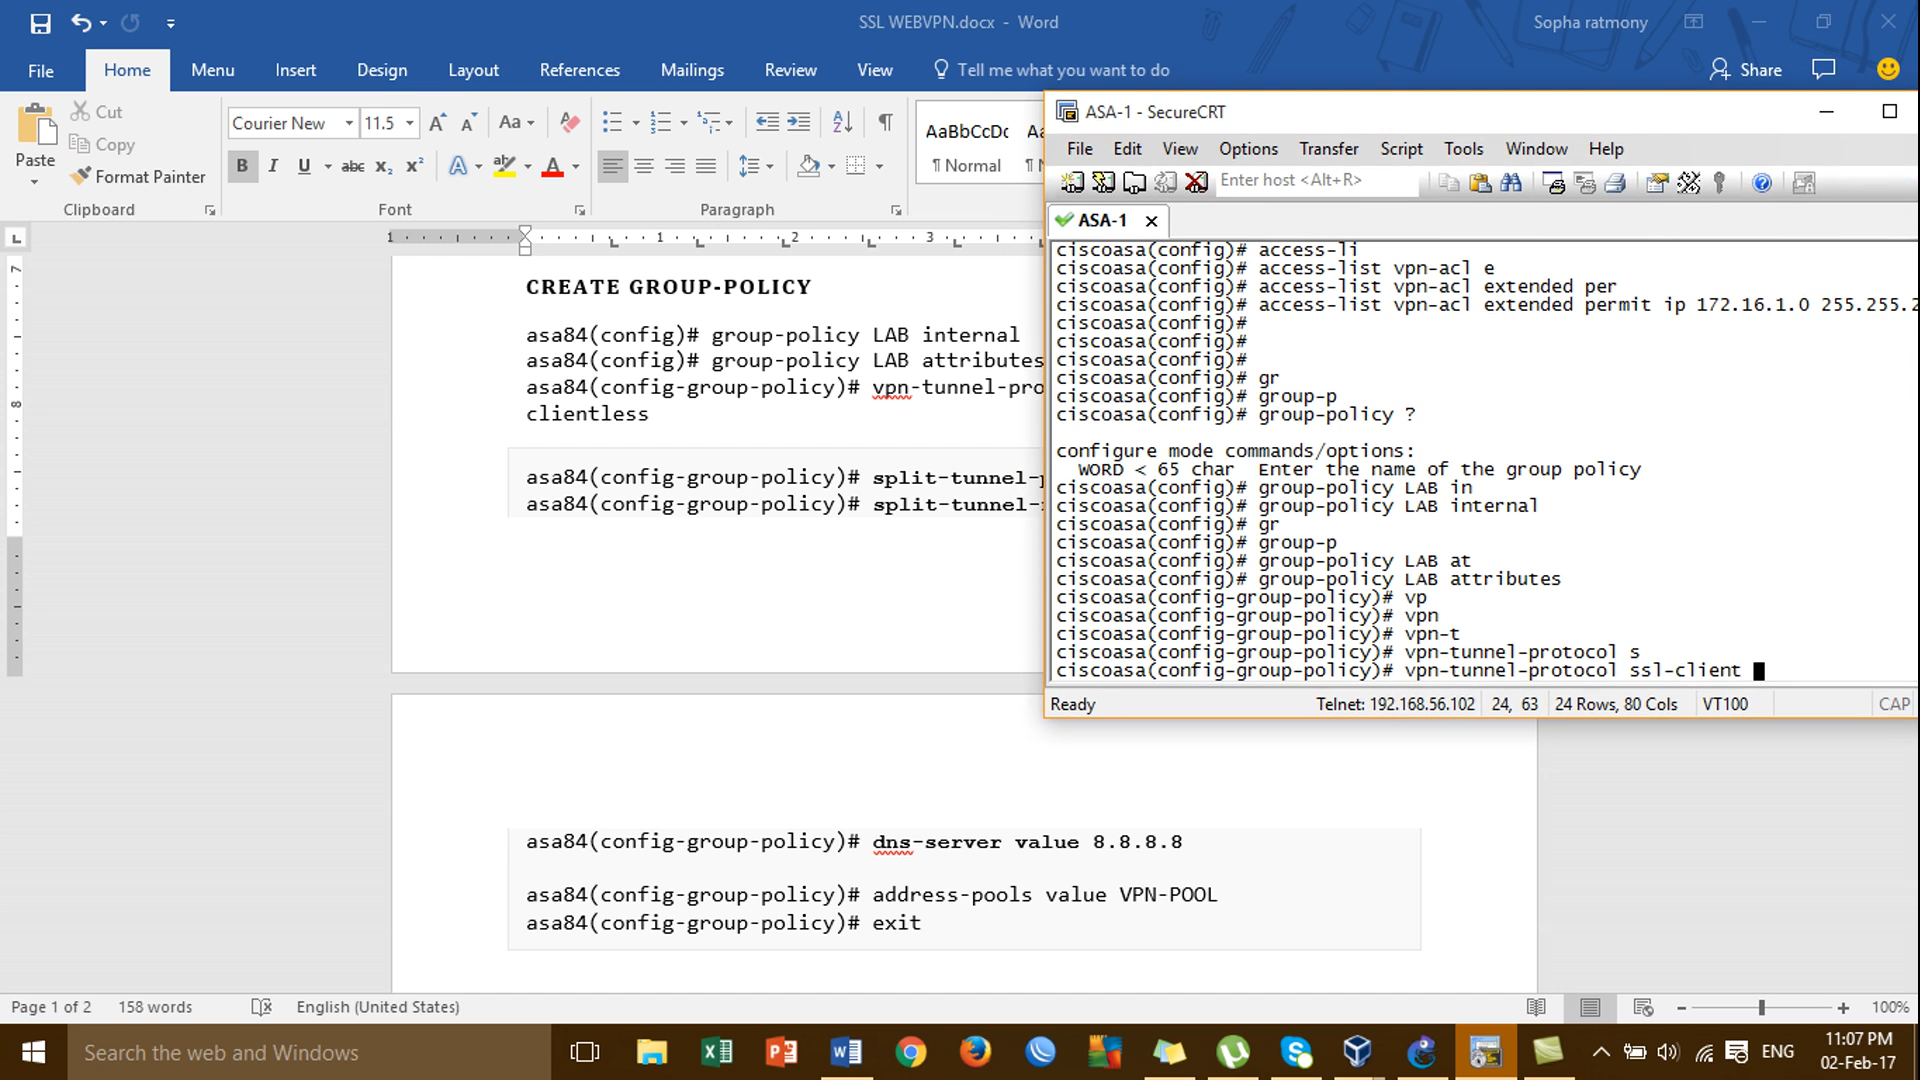 SSL WEBVPN.docx - Word
Sopha ratmony
File
Home
Menu
Insert
Design
Layout
References
Mailings
Review
View
Tell me what you want to do
Share
Paste
Cut
Copy
Format Painter
Clipboard
Courier New
11.5
Font
Paragraph
AaBbCcDc
¶ Normal
1 1 2 3
7
8
CREATE GROUP-POLICY
asa84(config)# group-policy LAB internal
asa84(config)# group-policy LAB attributes
asa84(config-group-policy)# vpn-tunnel-pro
clientless
asa84(config-group-policy)# split-tunnel-
asa84(config-group-policy)# split-tunnel-
asa84(config-group-policy)# dns-server value 8.8.8.8
asa84(config-group-policy)# address-pools value VPN-POOL
asa84(config-group-policy)# exit
ASA-1 - SecureCRT
File Edit View Options Transfer Script Tools Window Help
Enter host <Alt+R>
ASA-1
ciscoasa(config)# access-li
ciscoasa(config)# access-list vpn-acl e
ciscoasa(config)# access-list vpn-acl extended per
ciscoasa(config)# access-list vpn-acl extended permit ip 172.16.1.0 255.255.2
ciscoasa(config)#
ciscoasa(config)#
ciscoasa(config)#
ciscoasa(config)# gr
ciscoasa(config)# group-p
ciscoasa(config)# group-policy ?
configure mode commands/options:
WORD < 65 char Enter the name of the group policy
ciscoasa(config)# group-policy LAB in
ciscoasa(config)# group-policy LAB internal
ciscoasa(config)# gr
ciscoasa(config)# group-p
ciscoasa(config)# group-policy LAB at
ciscoasa(config)# group-policy LAB attributes
ciscoasa(config-group-policy)# vp
ciscoasa(config-group-policy)# vpn
ciscoasa(config-group-policy)# vpn-t
ciscoasa(config-group-policy)# vpn-tunnel-protocol s
ciscoasa(config-group-policy)# vpn-tunnel-protocol ssl-client
Ready
Telnet: 192.168.56.102
24, 63
24 Rows, 80 Cols
VT100
CAP
Page 1 of 2
158 words
English (United States)
100%
Search the web and Windows
ENG
11:07 PM
02-Feb-17